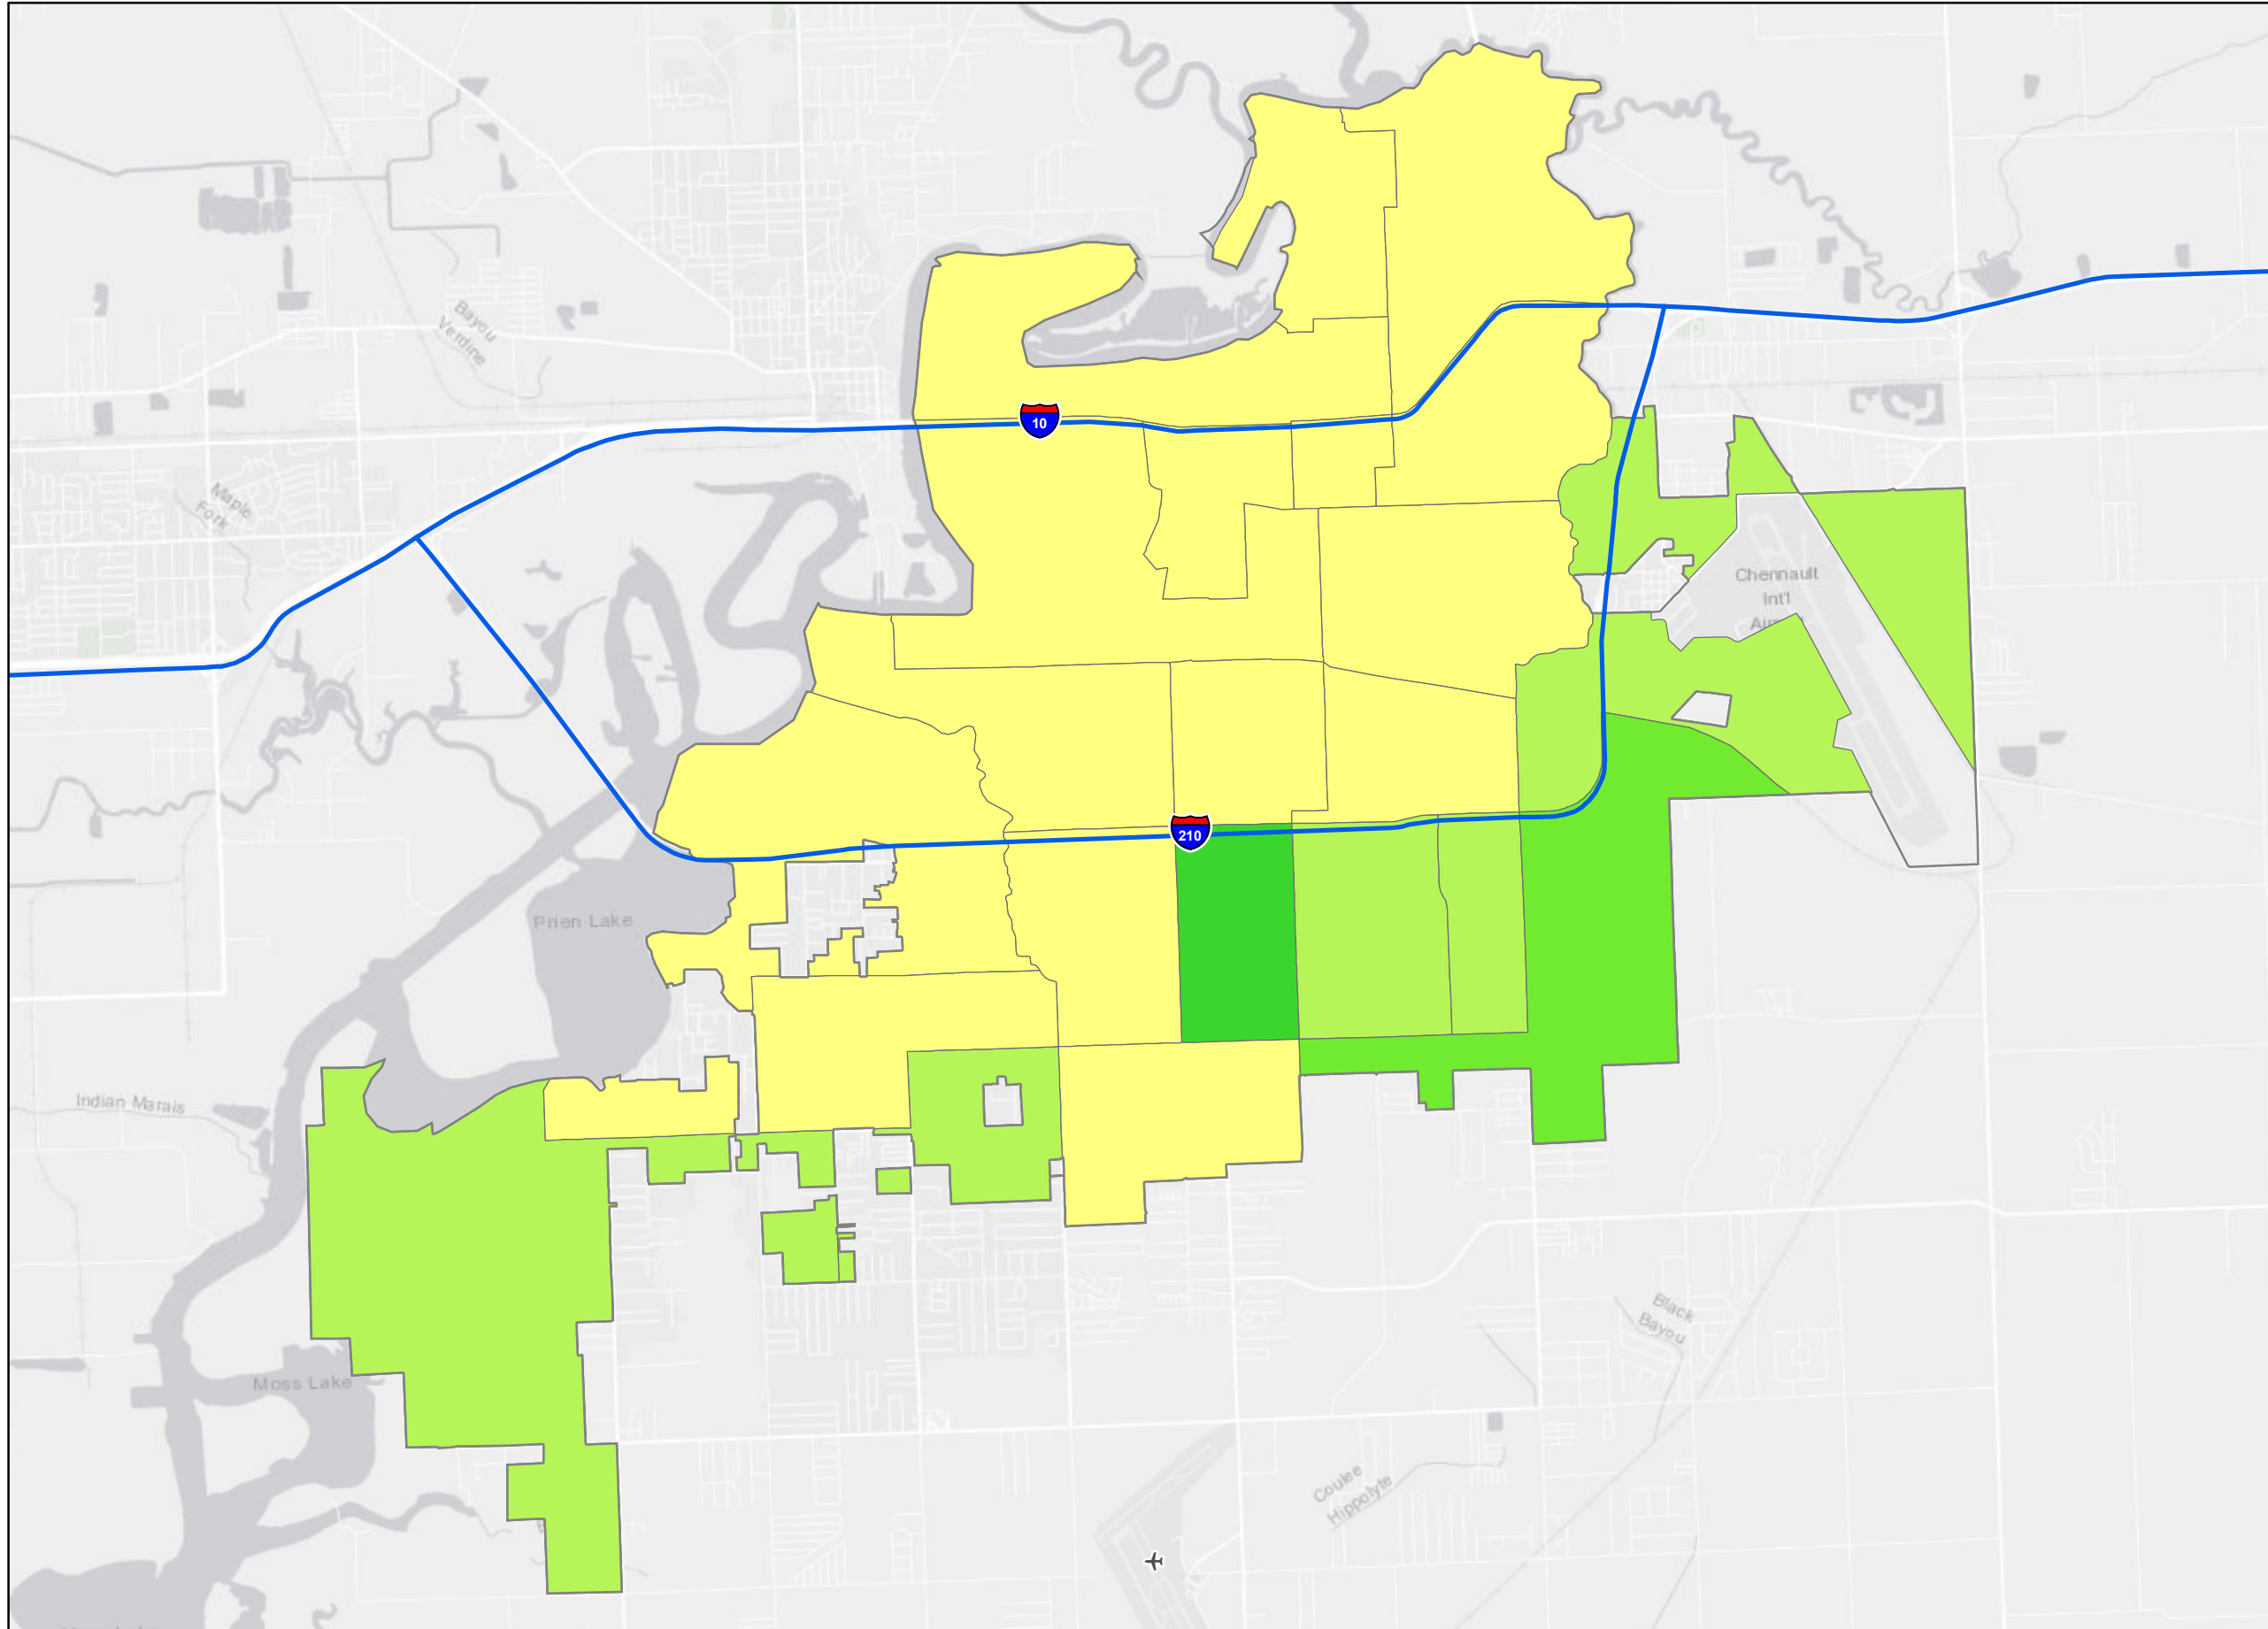 Bayou
Verdine
10
Maple
Fork
Chennault
Int'l
210
Prien Lake
Indian Marais
Black
Bayou
Moss Lake
Coulee
Hippolyte